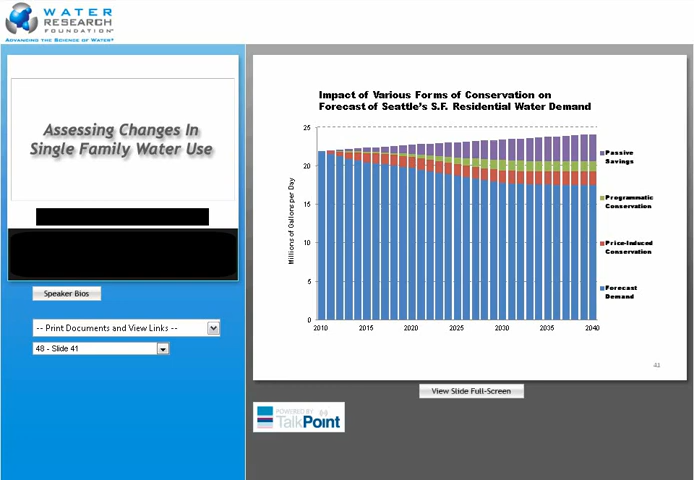 WATER
RESEARCH
FOUNDATION®
ADVANCING THE SCIENCE OF WATER®
Assessing Changes In
Single Family Water Use
Speaker Bios
-- Print Documents and View Links --
48 - Slide 41
Impact of Various Forms of Conservation on
Forecast of Seattle's S.F. Residential Water Demand
Millions of Gallons per Day
25
20
15
10
5
0
2010 2015 2020 2025 2030 2035 2040
Passive
Savings
Programmatic
Conservation
Price-Induced
Conservation
Forecast
Demand
41
View Slide Full-Screen
POWERED BY
TalkPoint